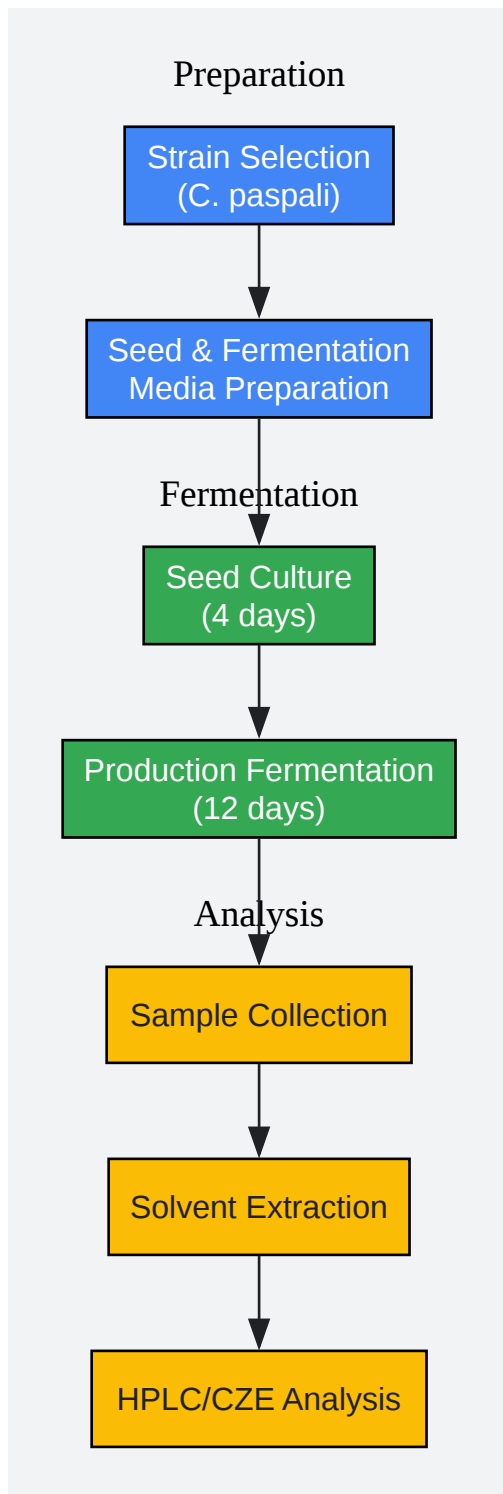 Preparation
Strain Selection
(C. paspali)
Seed & Fermentation
Media Preparation
Fermentation
Seed Culture
(4 days)
Production Fermentation
(12 days)
Analysis
Sample Collection
Solvent Extraction
HPLC/CZE Analysis